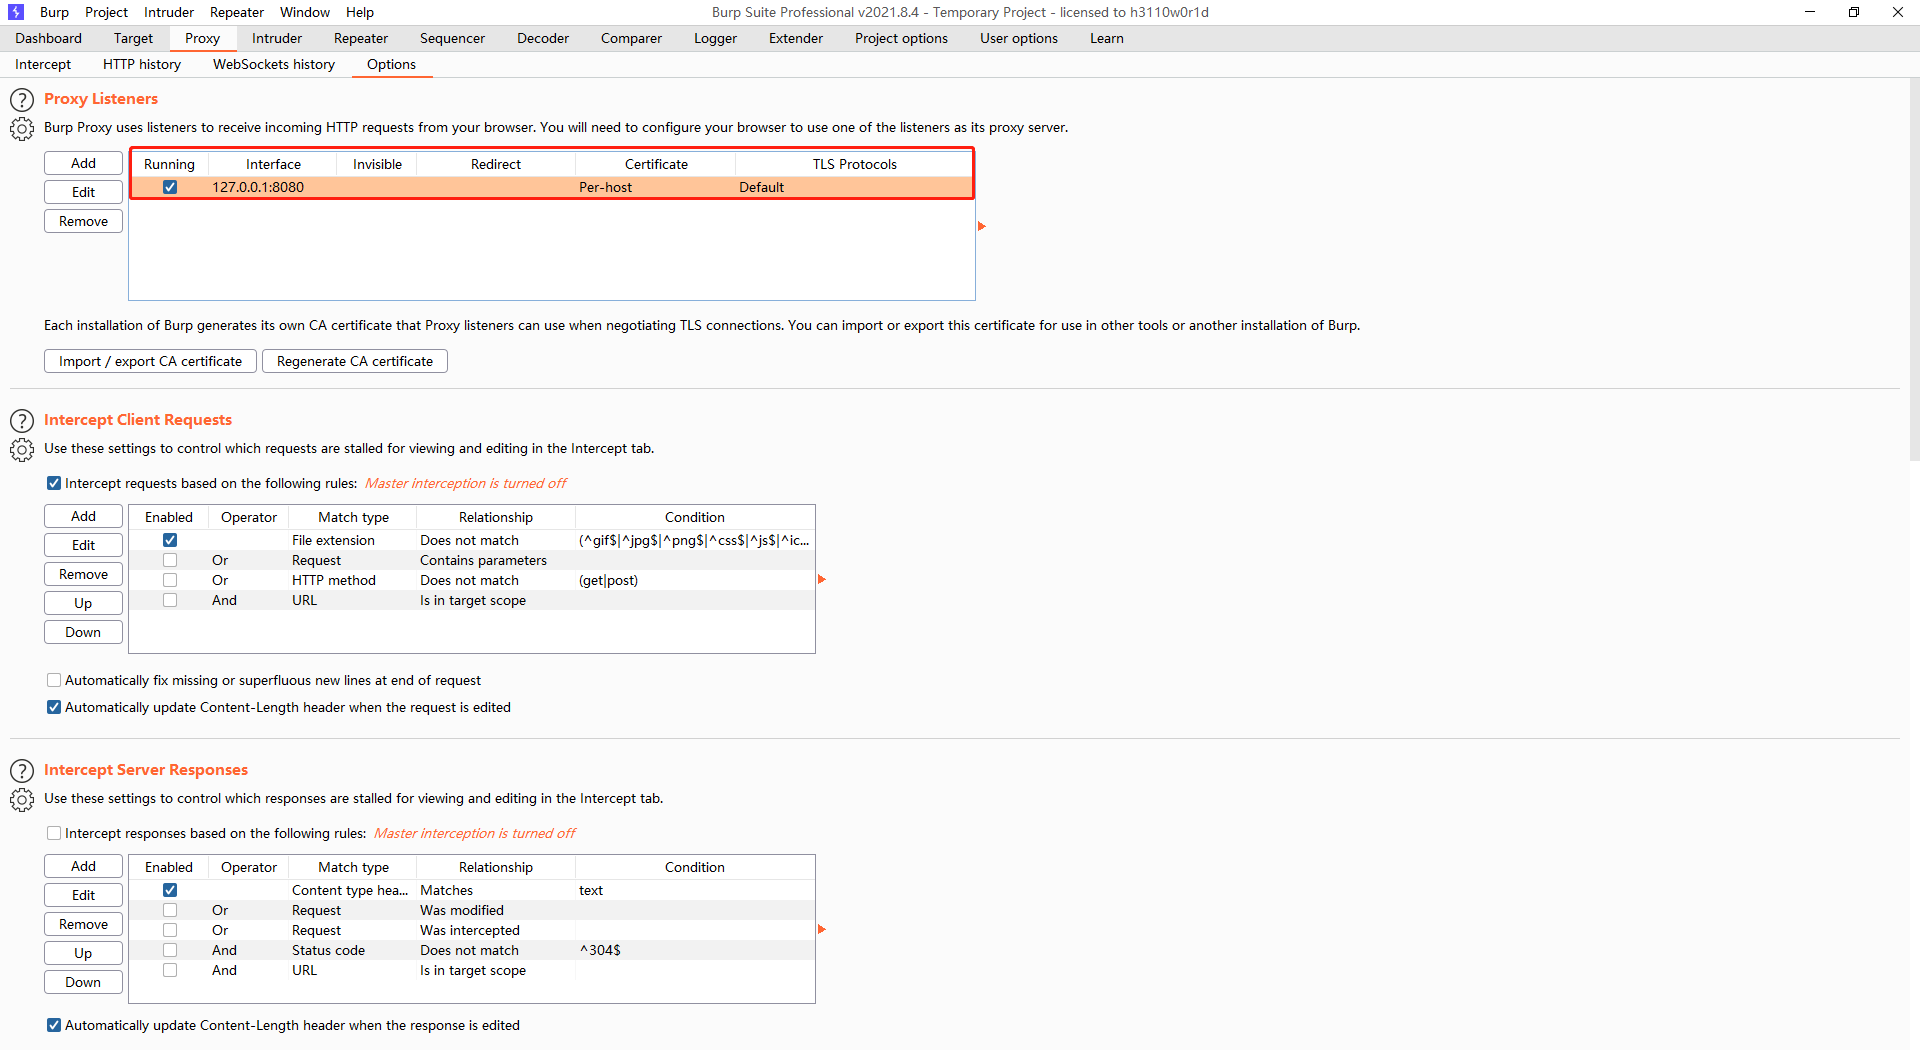 Burp Project Intruder Repeater Window Help Burp Suite Professional v2021.8.4 - Temporary Project - licensed to h3110w0r1d
Dashboard Target Proxy Intruder Repeater Sequencer Decoder Comparer Logger Extender Project options User options Learn
Intercept HTTP history WebSockets history Options
? Proxy Listeners
Burp Proxy uses listeners to receive incoming HTTP requests from your browser. You will need to configure your browser to use one of the listeners as its proxy server.
Add Running Interface Invisible Redirect Certificate TLS Protocols
Edit 127.0.0.1:8080 Per-host Default
Remove
Each installation of Burp generates its own CA certificate that Proxy listeners can use when negotiating TLS connections. You can import or export this certificate for use in other tools or another installation of Burp.
Import / export CA certificate Regenerate CA certificate
? Intercept Client Requests
Use these settings to control which requests are stalled for viewing and editing in the Intercept tab.
Intercept requests based on the following rules: Master interception is turned off
Add Enabled Operator Match type Relationship Condition
Edit File extension Does not match (^gif$|^jpg$|^png$|^css$|^js$|^ic...
Or Request Contains parameters
Remove Or HTTP method Does not match (get|post)
Up And URL Is in target scope
Down
Automatically fix missing or superfluous new lines at end of request
Automatically update Content-Length header when the request is edited
? Intercept Server Responses
Use these settings to control which responses are stalled for viewing and editing in the Intercept tab.
Intercept responses based on the following rules: Master interception is turned off
Add Enabled Operator Match type Relationship Condition
Edit Content type hea... Matches text
Or Request Was modified
Remove Or Request Was intercepted
Up And Status code Does not match ^304$
And URL Is in target scope
Down
Automatically update Content-Length header when the response is edited